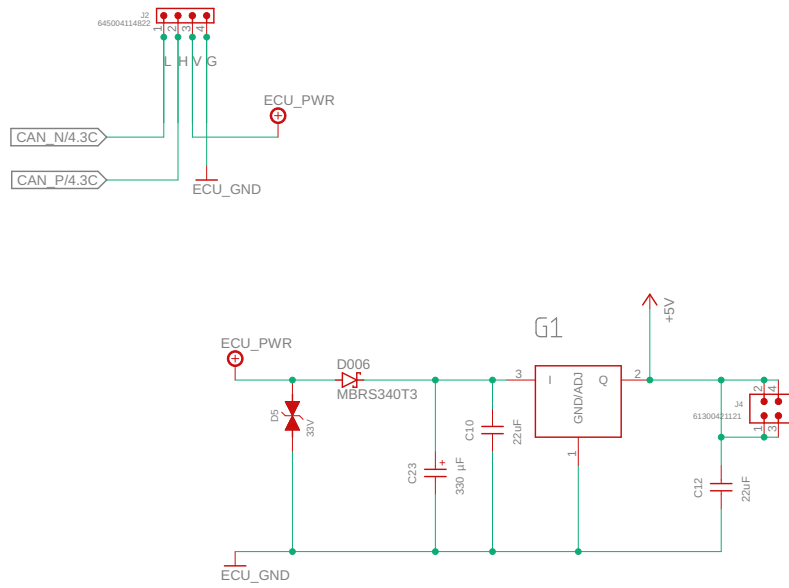 J2
645004114822
1 2 3 4
L H V G
ECU_PWR
CAN_N/4.3C
CAN_P/4.3C
ECU_GND
+5V
G1
ECU_PWR
D006
MBRS340T3
3
I
GND/ADJ
Q
2
1
D5
33V
C10
22uF
C23
+
330 µF
J4
61300421121
2 4
1 3
C12
22uF
ECU_GND